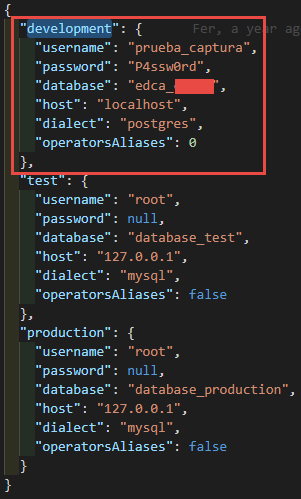 {
"development": { Fer, a year ag
"username": "prueba_captura",
"password": "P4ssw0rd",
"database": "edca_ ",
"host": "localhost",
"dialect": "postgres",
"operatorsAliases": 0
},
"test": {
"username": "root",
"password": null,
"database": "database_test",
"host": "127.0.0.1",
"dialect": "mysql",
"operatorsAliases": false
},
"production": {
"username": "root",
"password": null,
"database": "database_production",
"host": "127.0.0.1",
"dialect": "mysql",
"operatorsAliases": false
}
}